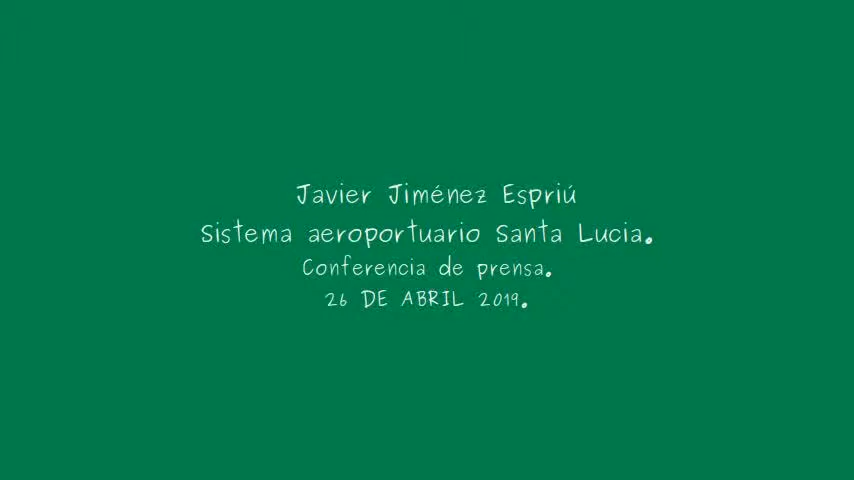 Javier Jiménez Espriú
Sistema aeroportuario Santa Lucia.
Conferencia de prensa.
26 DE ABRIL 2019.